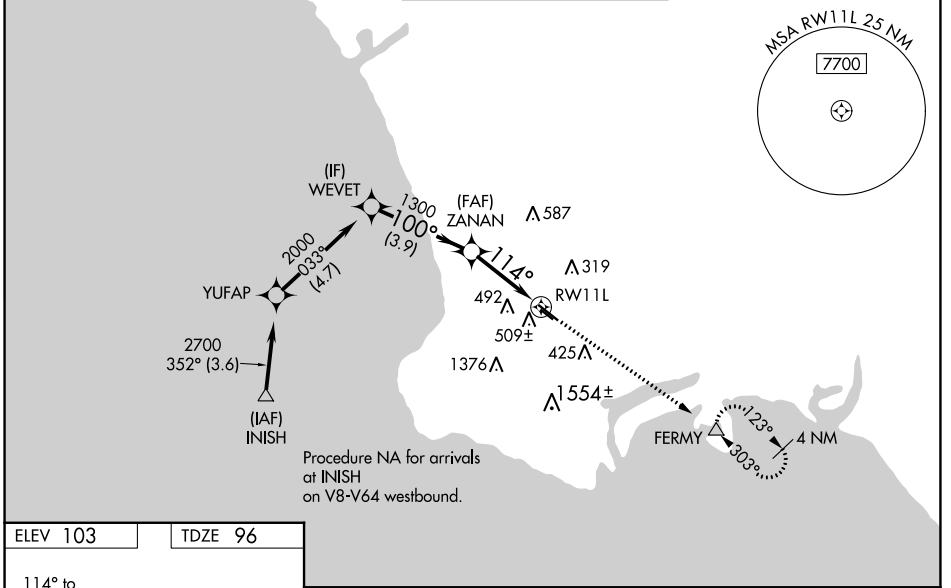 MSA RW11L 25 NM
7700
(IF)
WEVET
1300
100°
(3.9)
(FAF)
ZANAN
587
2000
033°
(4.7)
114°
319
YUFAP
492
RW11L
509±
2700
352° (3.6)
1376
425
1554±
(IAF)
INISH
FERMY
123°
4 NM
303°
Procedure NA for arrivals
at INISH
on V8-V64 westbound.
ELEV 103
TDZE 96
114° to